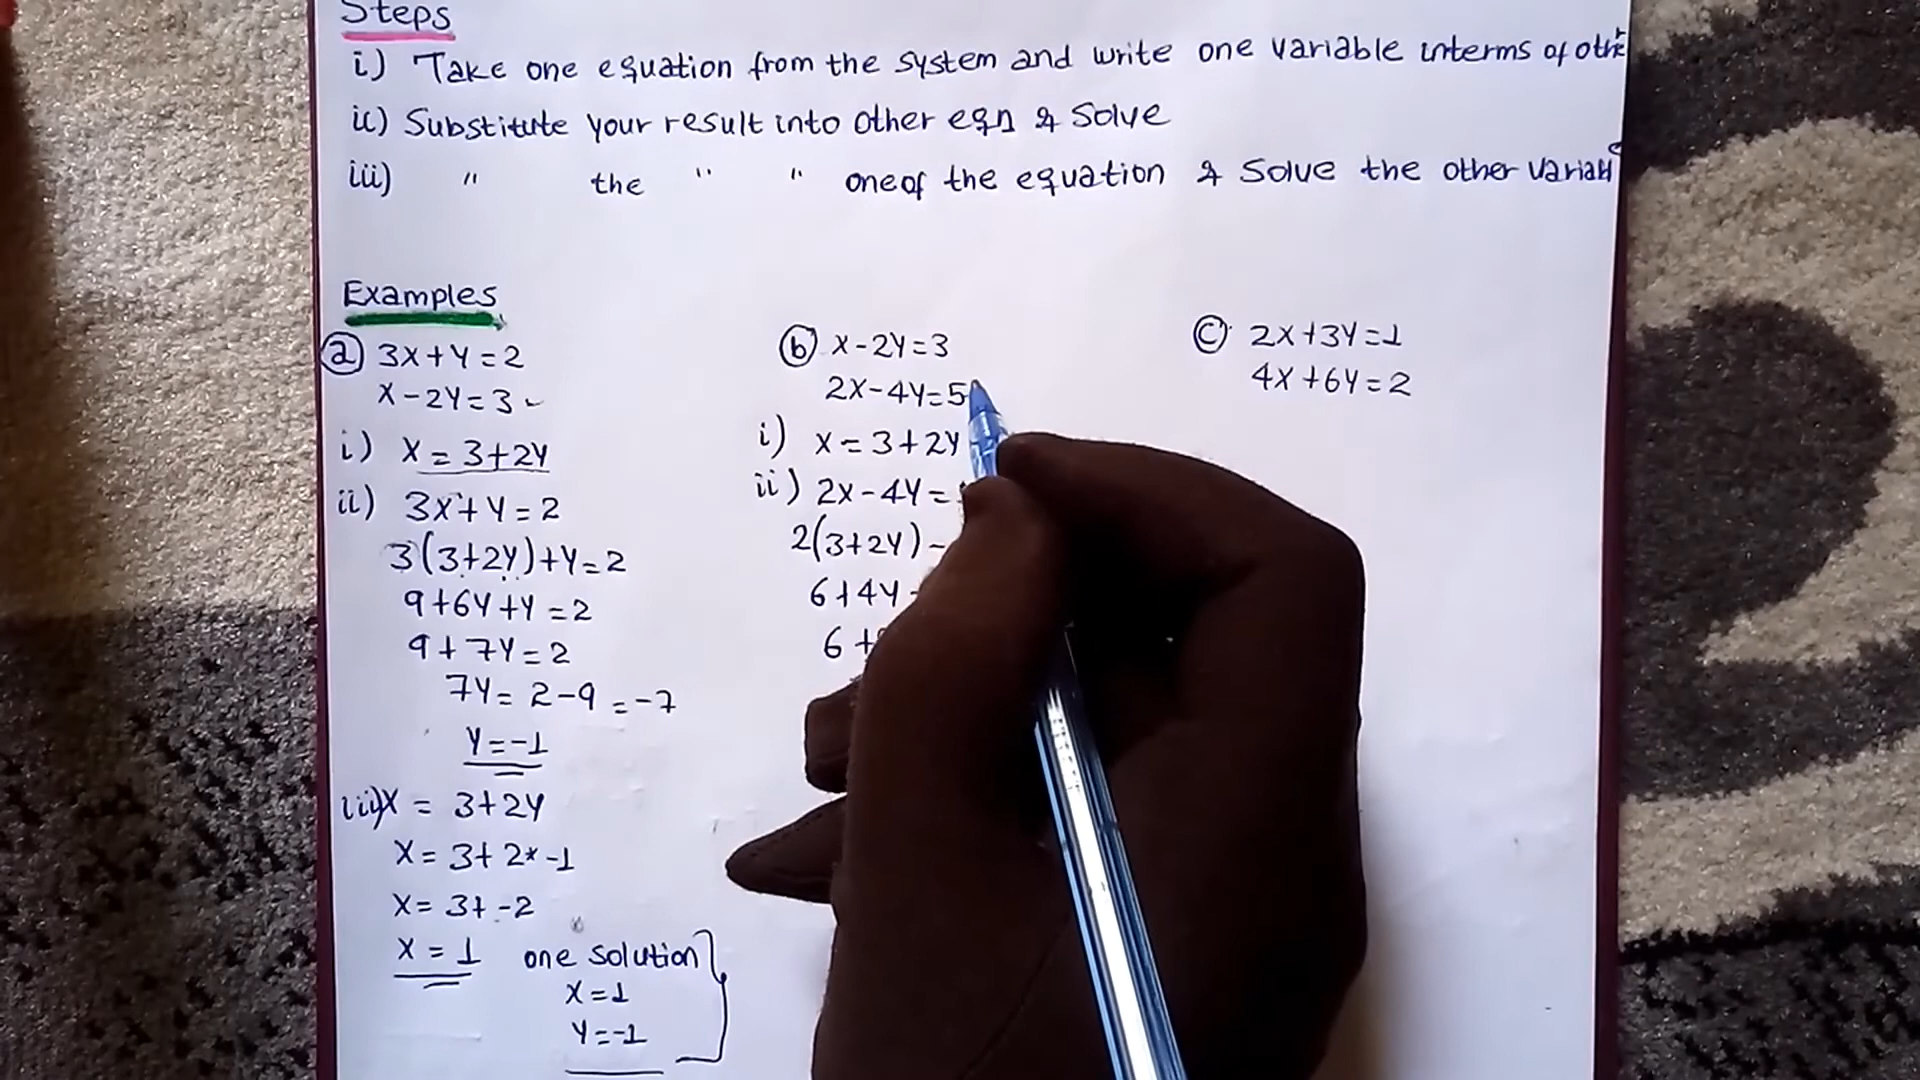 Steps
i) Take one equation from the system and write one variable interms of othe
ii) Substitute your result into other eqn & Solve
iii) " the " " one of the equation & Solve the other variabl
Examples
(a) 3x+y=2
x-2y=3
i) x=3+2y
ii) 3x+y=2
3(3+2y)+y=2
9+6y+y=2
9+7y=2
7y=2-9=-7
y=-1
iii) x=3+2y
x=3+2*-1
x=3+-2
x=1 one solution
x=1
y=-1
(b) x-2y=3
2x-4y=5
i) x=3+2y
ii) 2x-4y=
2(3+2y)-
6+4y-
6+
(c) 2x+3y=1
4x+6y=2